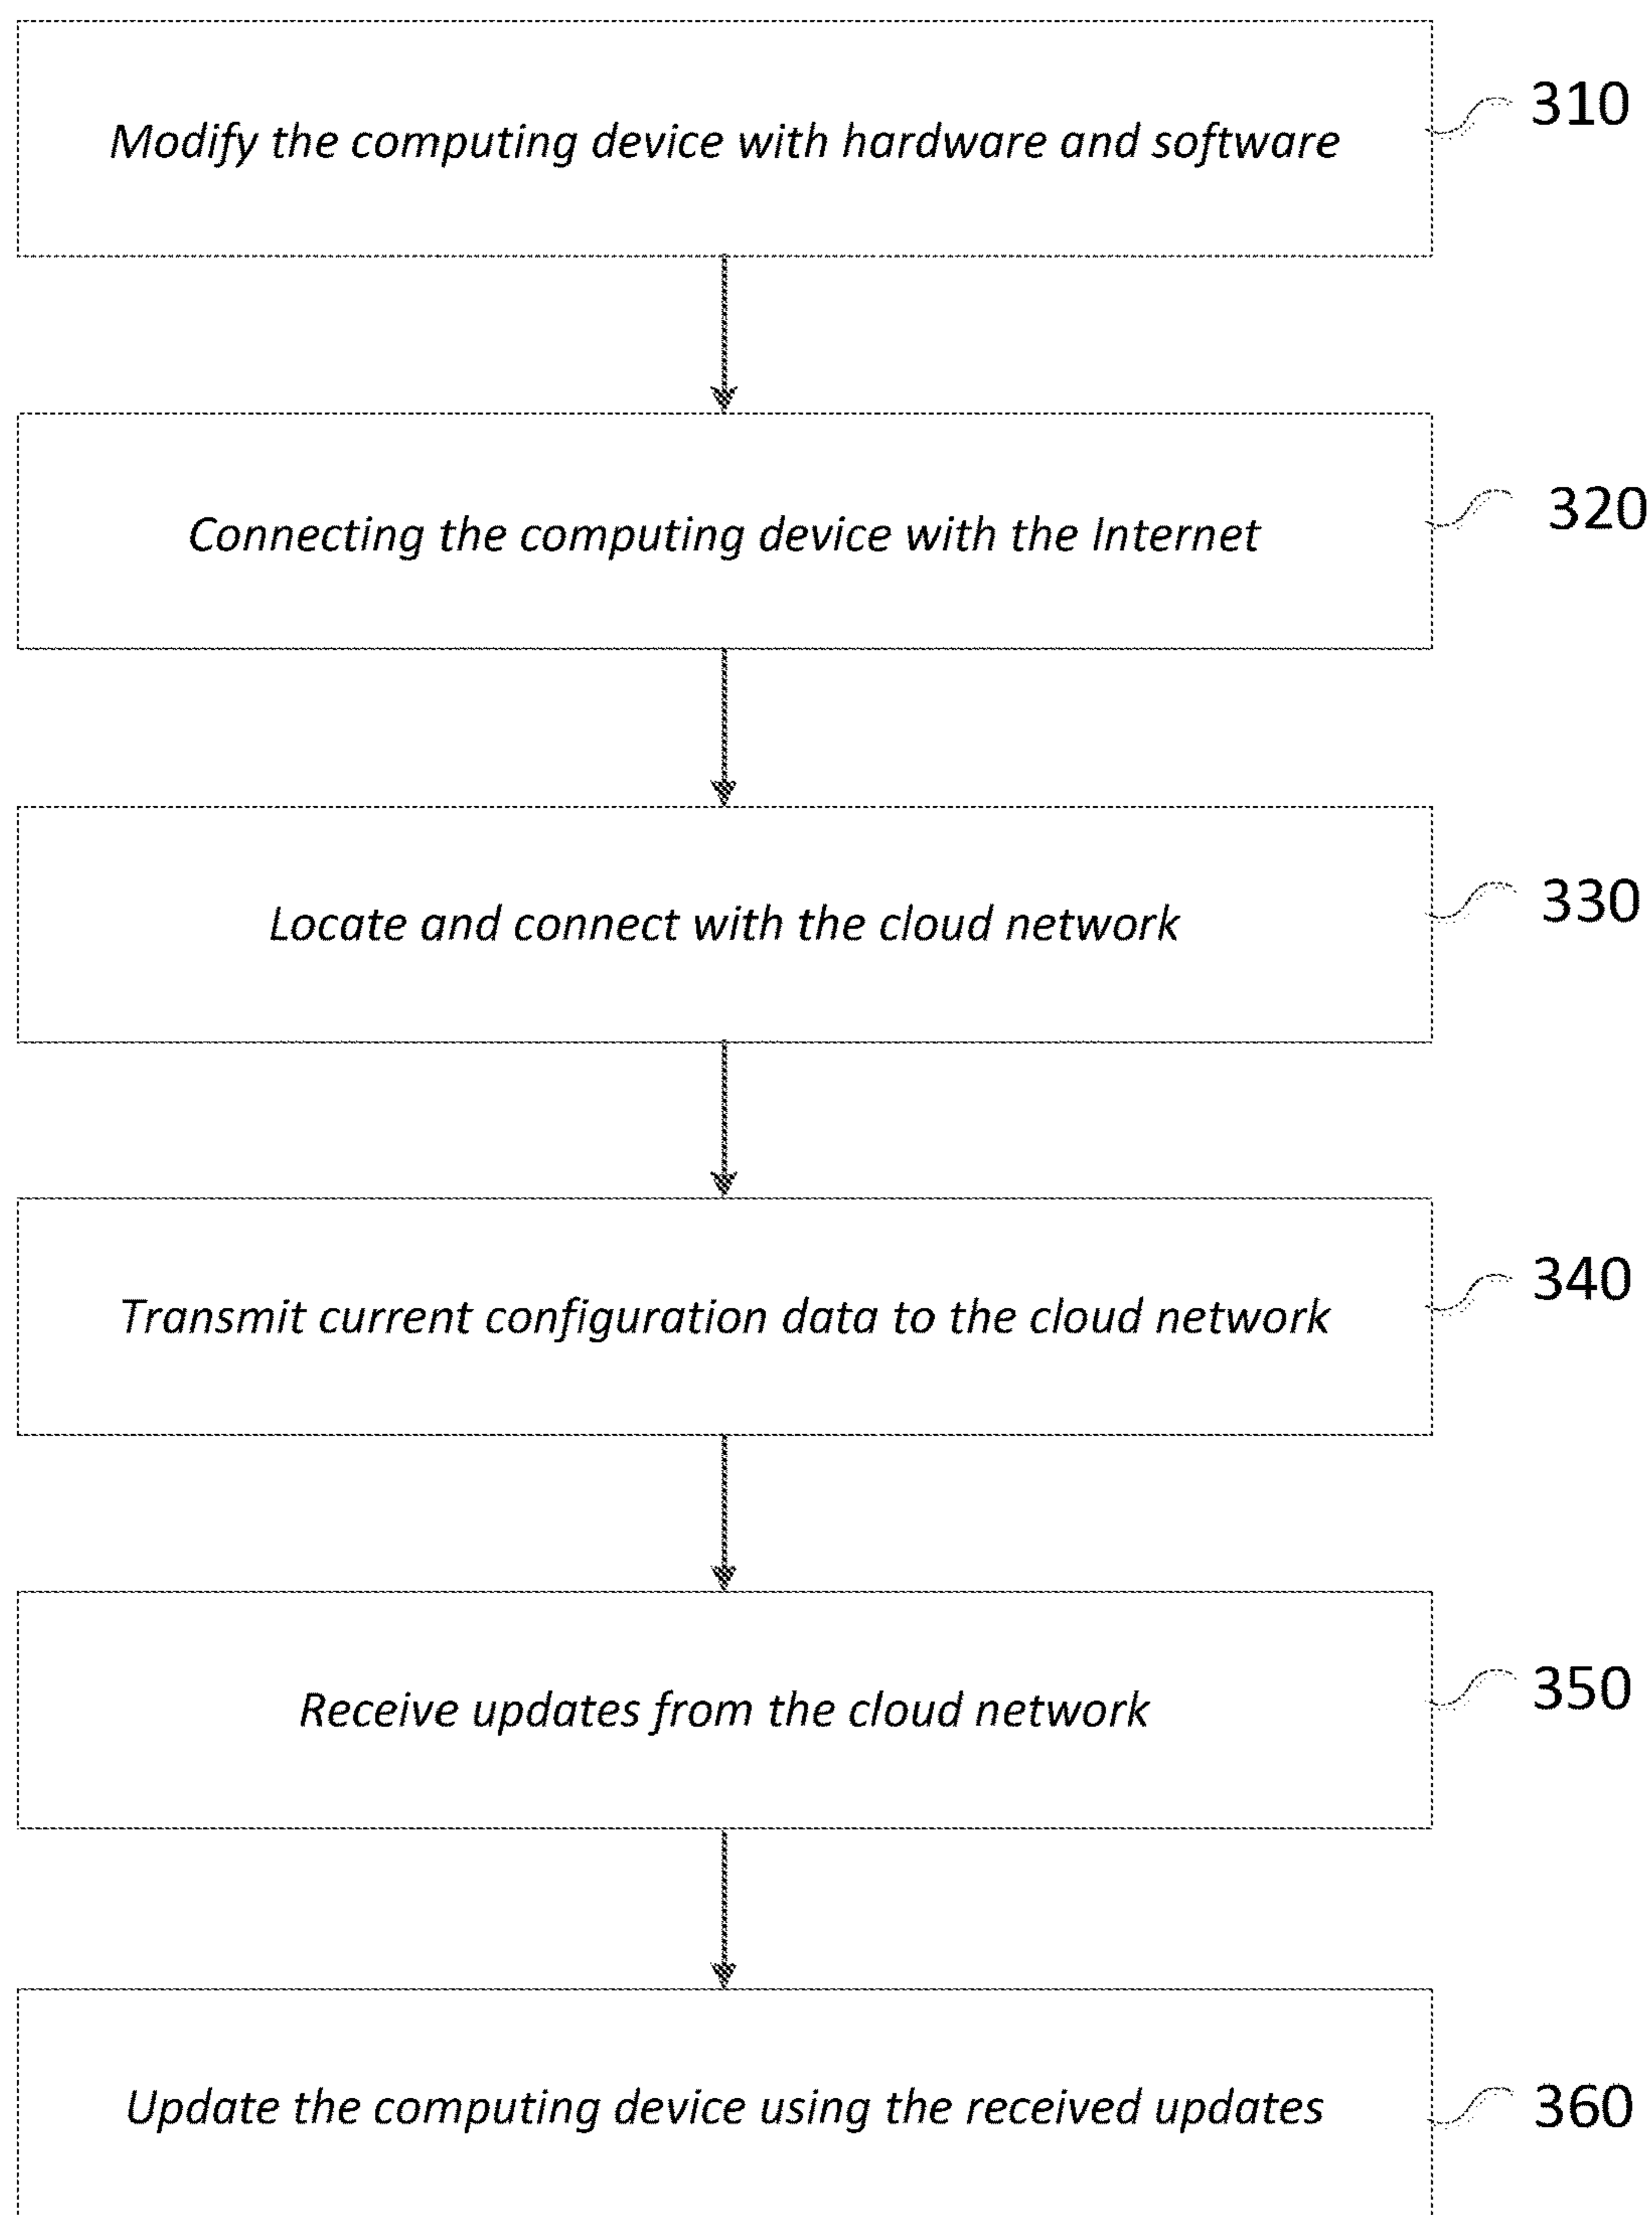 Modify the computing device with hardware and software
310
Connecting the computing device with the Internet
320
Locate and connect with the cloud network
330
Transmit current configuration data to the cloud network
340
Receive updates from the cloud network
350
Update the computing device using the received updates
360